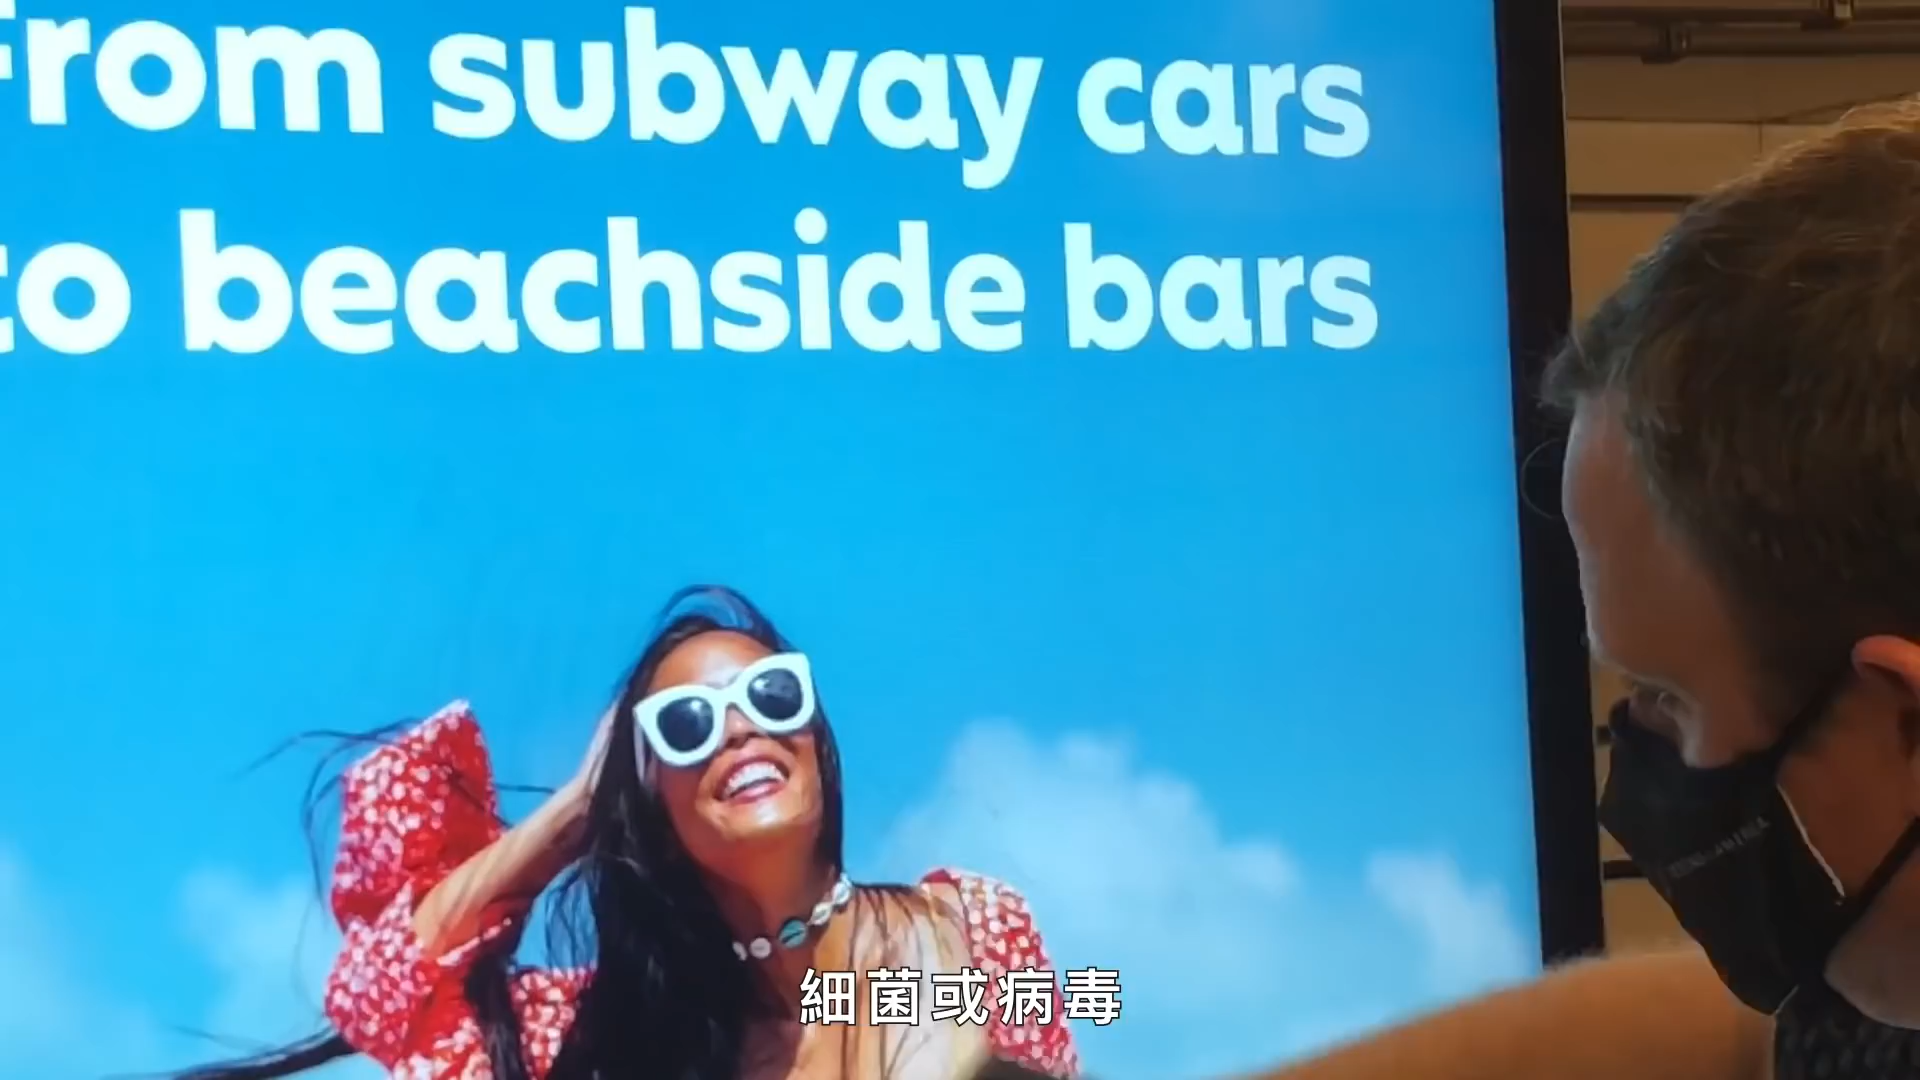 from subway cars
to beachside bars
細菌或病毒